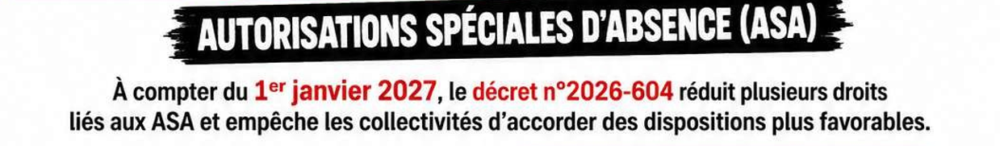 AUTORISATIONS SPÉCIALES D'ABSENCE (ASA)
À compter du 1er janvier 2027, le décret n°2026-604 réduit plusieurs droits
liés aux ASA et empêche les collectivités d'accorder des dispositions plus favorables.